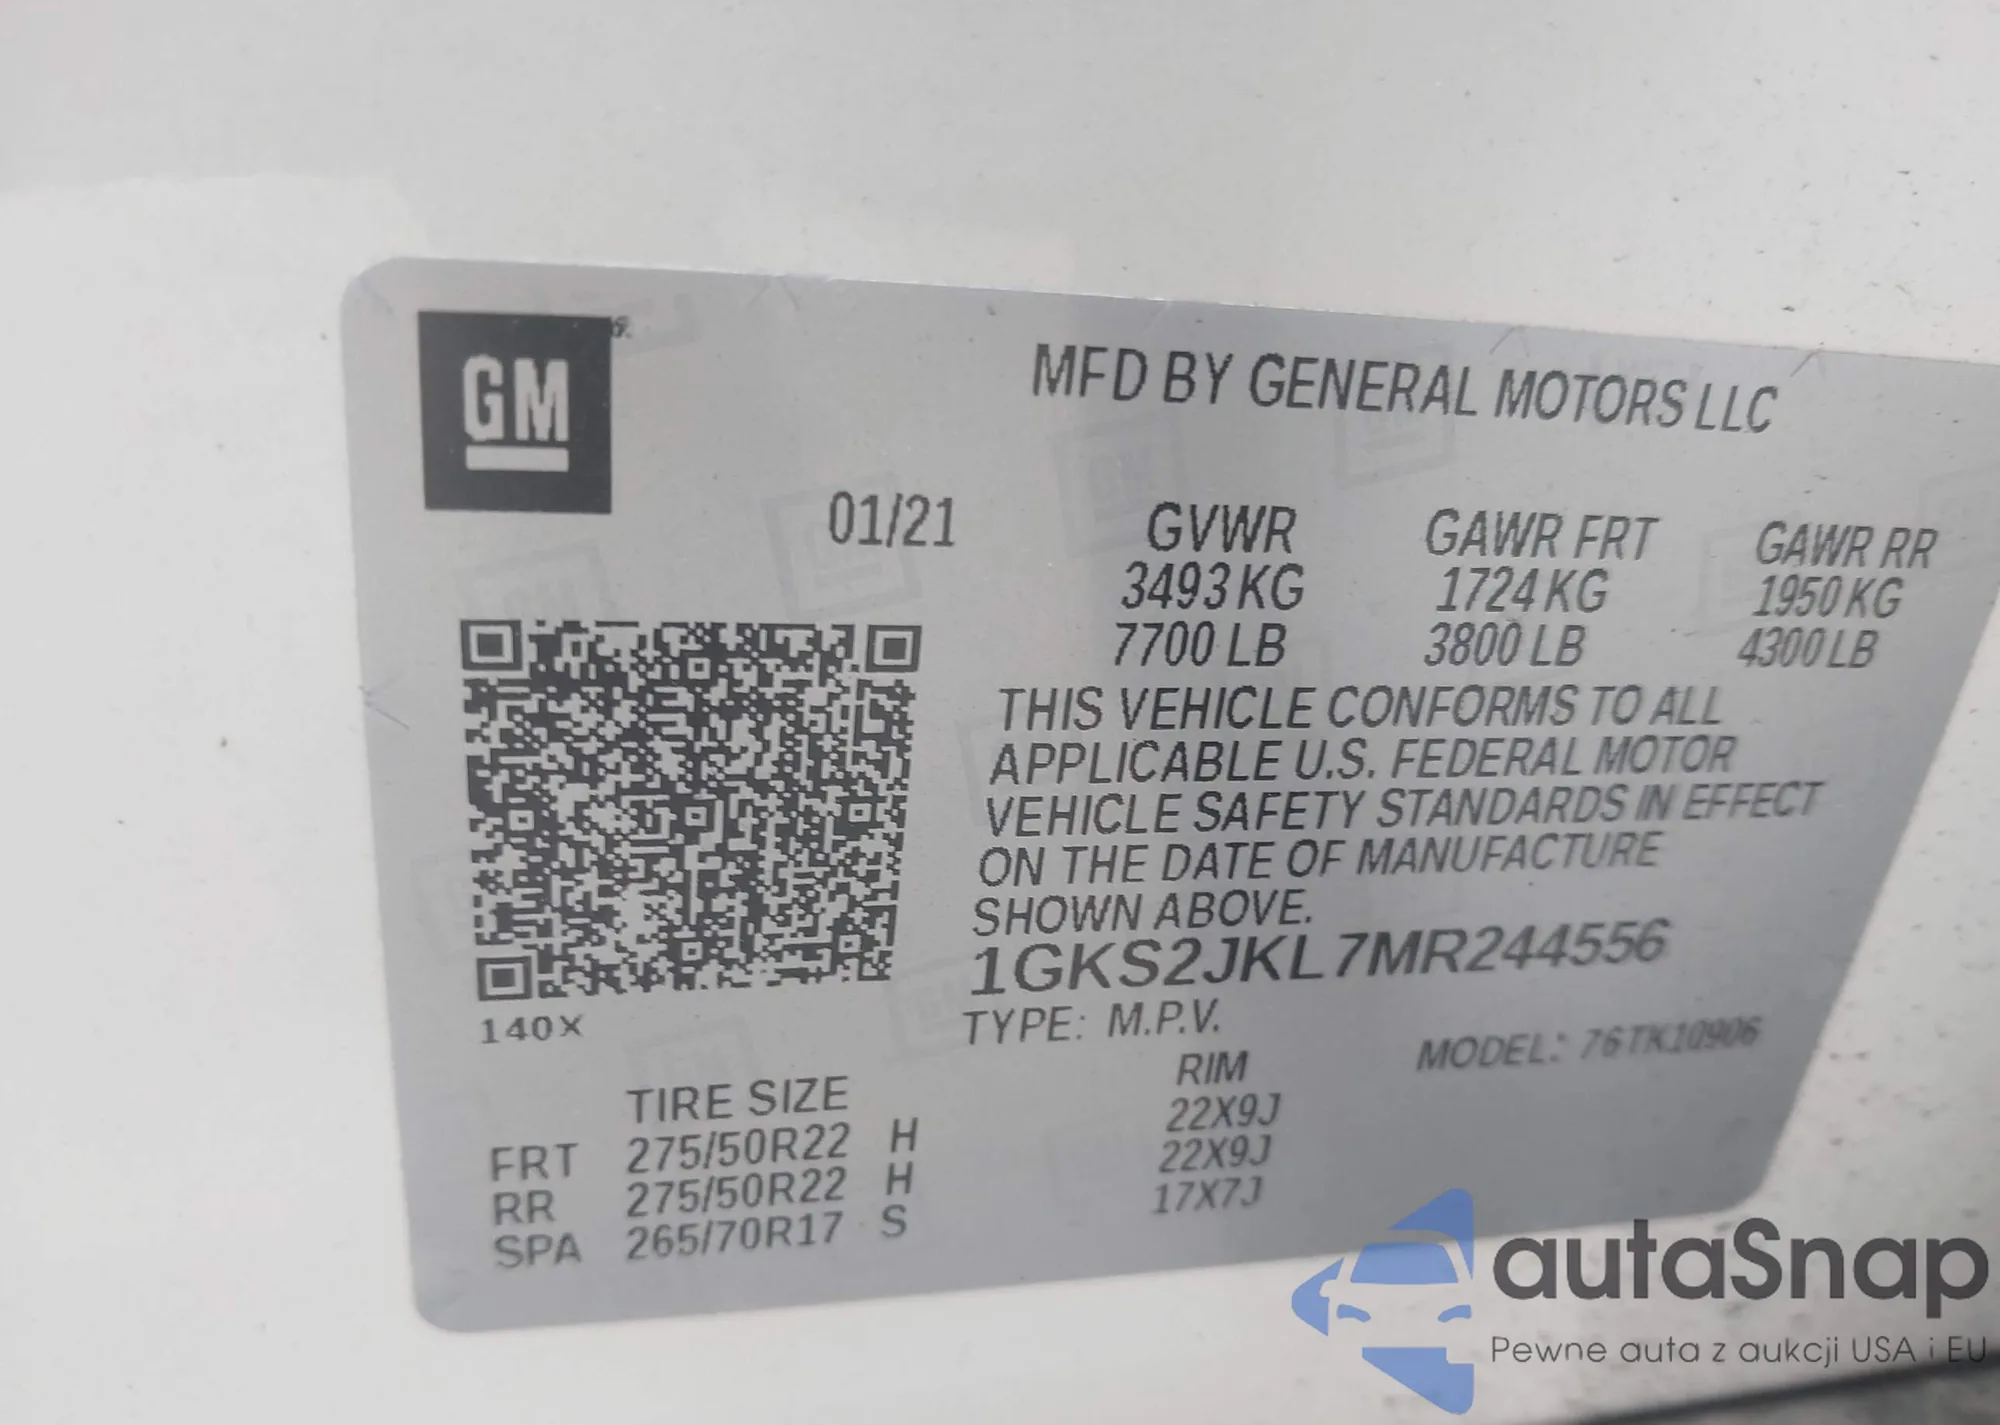 GM
MFD BY GENERAL MOTORS LLC
01/21
GVWR GAWR FRT GAWR RR
3493 KG 1724 KG 1950 KG
7700 LB 3800 LB 4300 LB
THIS VEHICLE CONFORMS TO ALL
APPLICABLE U.S. FEDERAL MOTOR
VEHICLE SAFETY STANDARDS IN EFFECT
ON THE DATE OF MANUFACTURE
SHOWN ABOVE.
1GKS2JKL7MR244556
TYPE: M.P.V. MODEL: 76TK10906
140X
TIRE SIZE RIM
FRT 275/50R22 H 22X9J
RR 275/50R22 H 22X9J
SPA 265/70R17 S 17X7J
autaSnap
Pewne auta z aukcji USA i EU